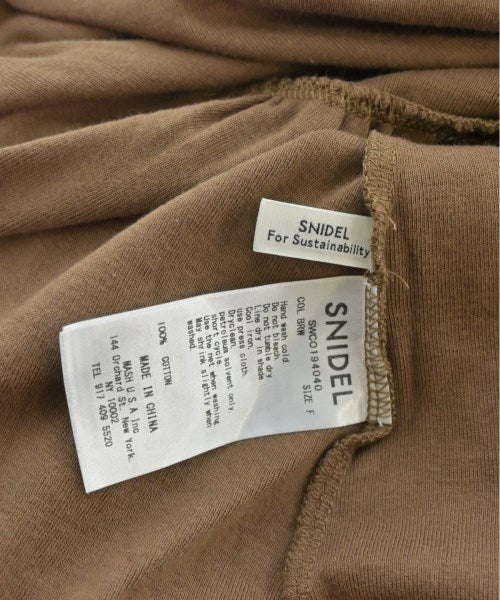 SNIDEL
For Sustainability
SNIDEL
SWCO194040
COL BRW SIZE F
Hand wash cold
Do not bleach.
Do not tumble dry.
Line dry in shade
Cool iron.
use press cloth.
Dryclean,
petroleum solvent only.
short cycle.
Use the net when washing
May shrink slightly when
washed.
100% COTTON
MADE IN CHINA
MASH U S A Inc
144 Orchard St. New York.
NY 10002
TEL 917 409 5520